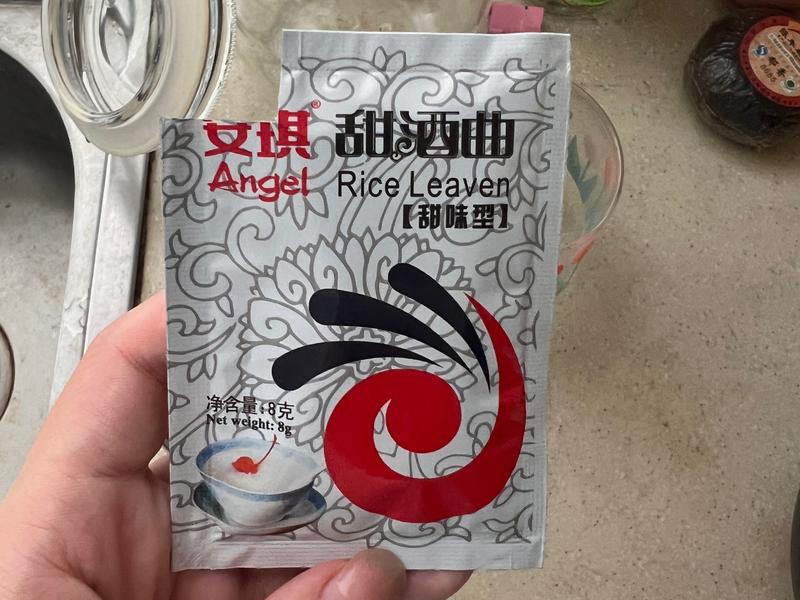 安琪® 甜酒曲
Angel Rice Leaven
【甜味型】
净含量:8克
Net weight: 8g